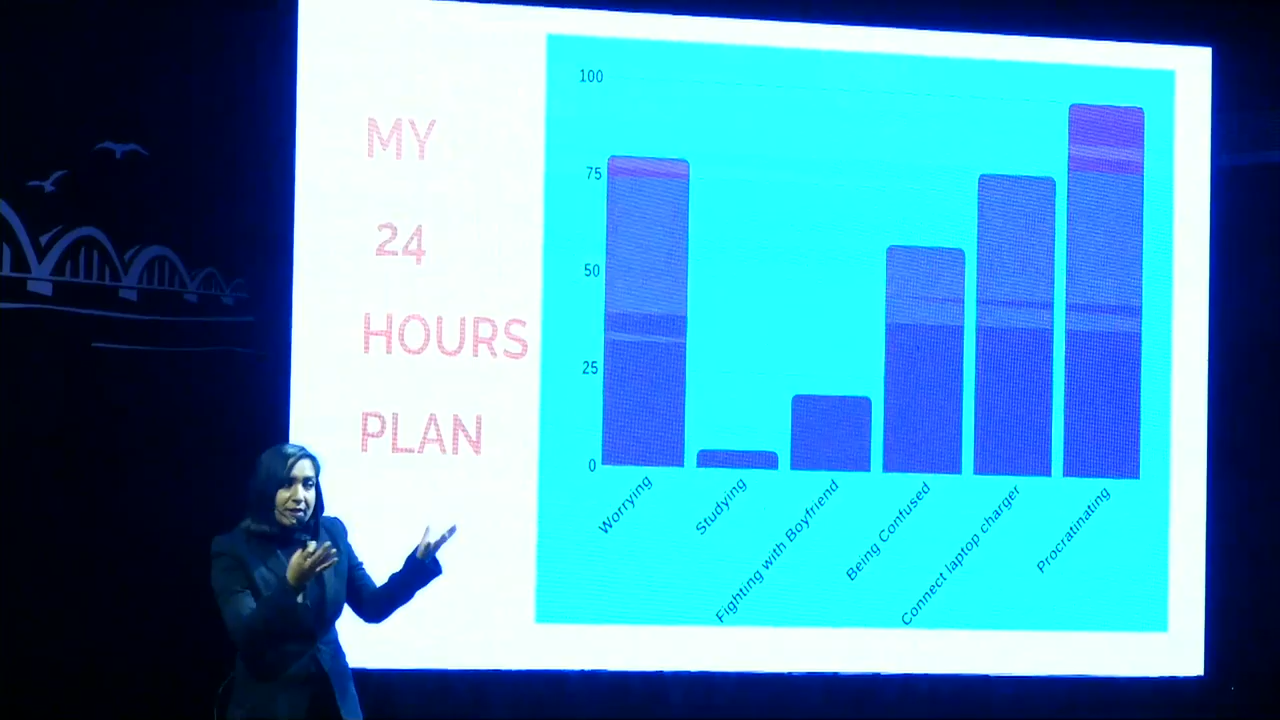 MY
24
HOURS
PLAN
100
75
50
25
0
Worrying
Studying
Fighting with Boyfriend
Being Confused
Connect laptop charger
Procratinating